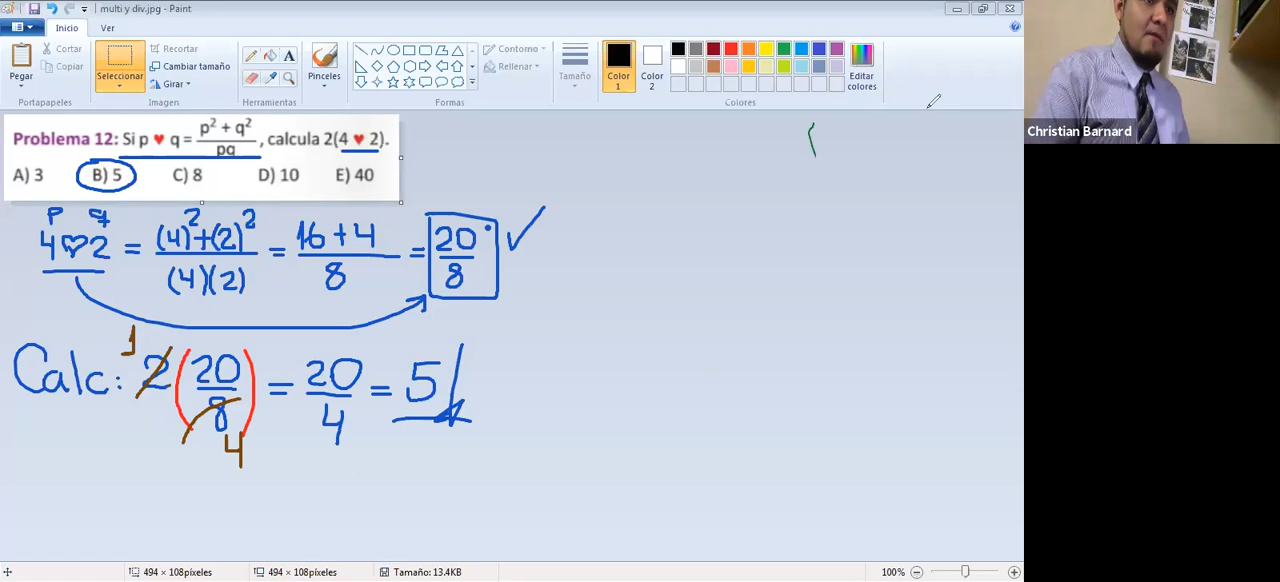 multi y div.jpg - Paint
Inicio Ver
Pegar
Cortar
Copiar
Portapapeles
Seleccionar
Recortar
Cambiar tamaño
Girar
Imagen
A
Herramientas
Pinceles
Contorno
Rellenar
Formas
Tamaño
Color 1
Color 2
Editar colores
Colores
Christian Barnard
Problema 12: Si p ♥ q = (p² + q²)/pq, calcula 2(4 ♥ 2).
A) 3 B) 5 C) 8 D) 10 E) 40
p q
4♡2 = ((4)²+(2)²)/((4)(2)) = (16+4)/8 = 20/8 ✓
1
Calc: 2(20/8) = 20/4 = 5
4
(
494 × 108píxeles 494 × 108píxeles Tamaño: 13.4KB 100%